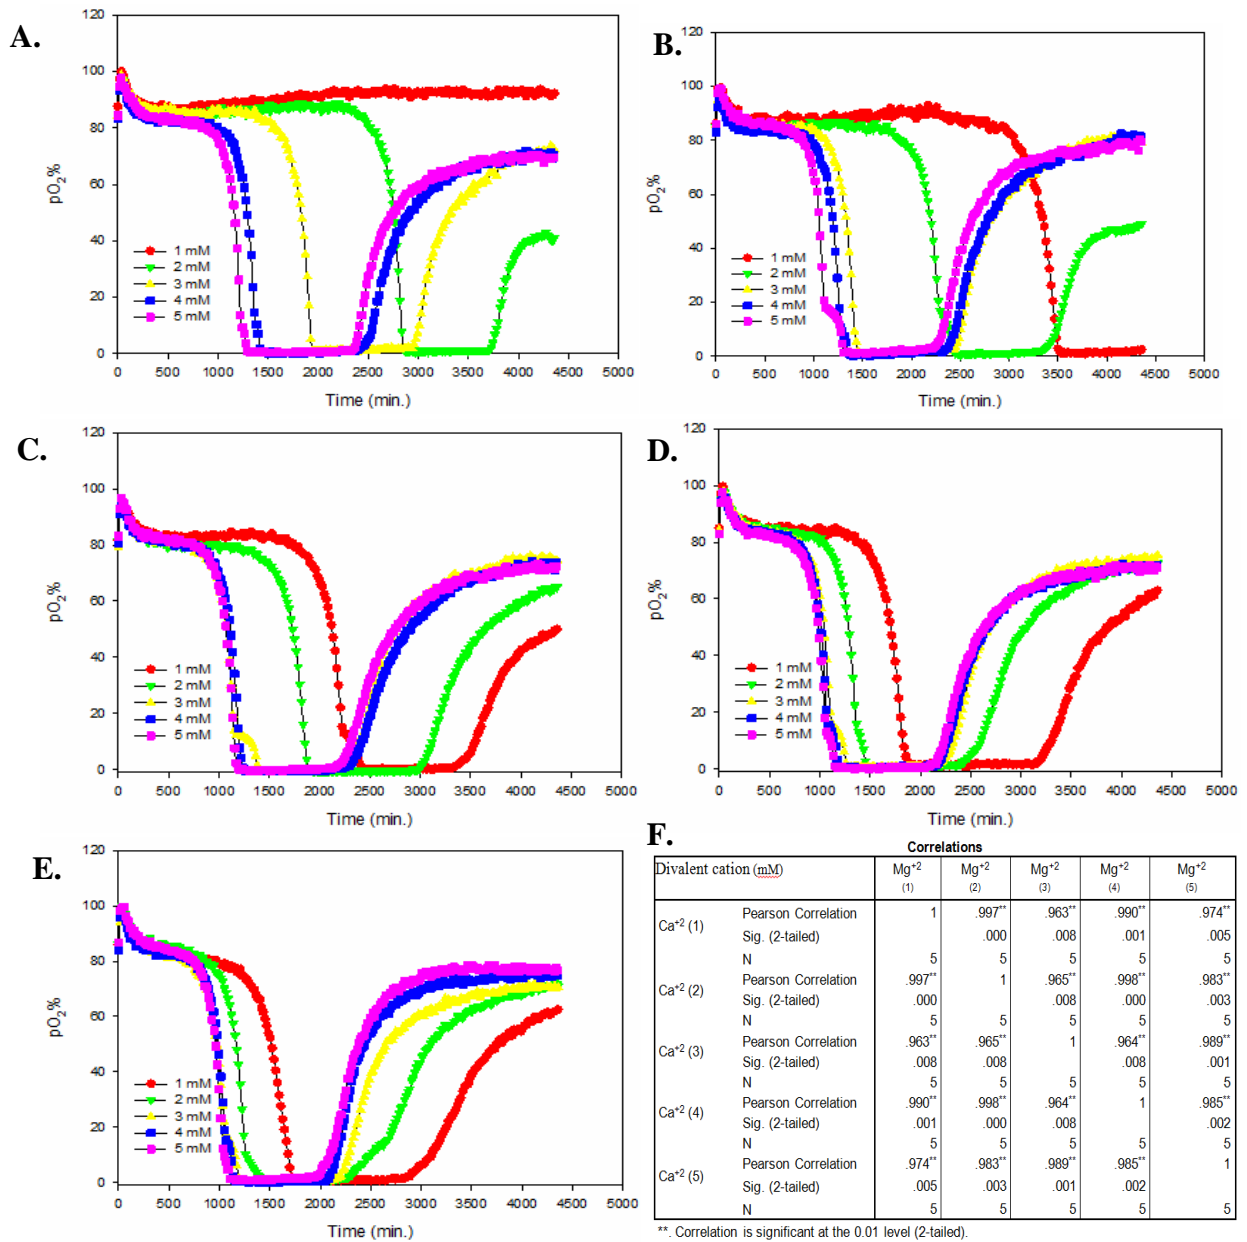 A.
120
100
80
60
40
20
0
pO2%
1 mM
2 mM
3 mM
4 mM
5 mM
0 500 1000 1500 2000 2500 3000 3500 4000 4500 5000
Time (min.)
B.
120
100
80
60
40
20
0
pO2%
1 mM
2 mM
3 mM
4 mM
5 mM
0 500 1000 1500 2000 2500 3000 3500 4000 4500 5000
Time (min.)
C.
120
100
80
60
40
20
0
pO2%
1 mM
2 mM
3 mM
4 mM
5 mM
0 500 1000 1500 2000 2500 3000 3500 4000 4500 5000
Time (min.)
D.
120
100
80
60
40
20
0
pO2%
1 mM
2 mM
3 mM
4 mM
5 mM
0 500 1000 1500 2000 2500 3000 3500 4000 4500 5000
Time (min.)
E.
120
100
80
60
40
20
0
pO2%
1 mM
2 mM
3 mM
4 mM
5 mM
0 500 1000 1500 2000 2500 3000 3500 4000 4500 5000
Time (min.)
F.
Correlations
Divalent cation (mM) Mg+2 Mg+2 Mg+2 Mg+2 Mg+2
(1) (2) (3) (4) (5)
Ca+2 (1) Pearson Correlation 1 .997** .963** .990** .974**
Sig. (2-tailed) .000 .008 .001 .005
N 5 5 5 5 5
Ca+2 (2) Pearson Correlation .997** 1 .965** .998** .983**
Sig. (2-tailed) .000 .008 .000 .003
N 5 5 5 5 5
Ca+2 (3) Pearson Correlation .963** .965** 1 .964** .989**
Sig. (2-tailed) .008 .008 .008 .001
N 5 5 5 5 5
Ca+2 (4) Pearson Correlation .990** .998** .964** 1 .985**
Sig. (2-tailed) .001 .000 .008 .002
N 5 5 5 5 5
Ca+2 (5) Pearson Correlation .974** .983** .989** .985** 1
Sig. (2-tailed) .005 .003 .001 .002
N 5 5 5 5 5
**. Correlation is significant at the 0.01 level (2-tailed).